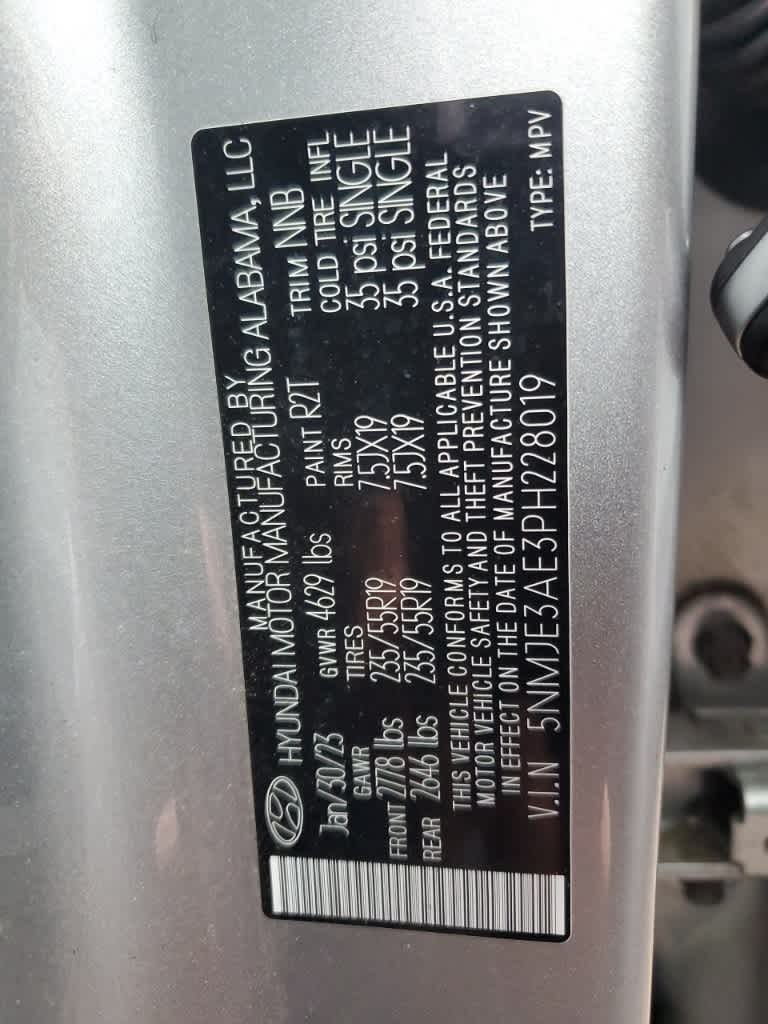 MANUFACTURED BY
HYUNDAI MOTOR MANUFACTURING ALABAMA, LLC
Jan/30/23 GVWR 4629 lbs PAINT R2T TRIM NNB
GAWR TIRES RIMS COLD TIRE INFL
FRONT 2778 lbs 235/55R19 7.5JX19 35 psi SINGLE
REAR 2646 lbs 235/55R19 7.5JX19 35 psi SINGLE
THIS VEHICLE CONFORMS TO ALL APPLICABLE U.S.A. FEDERAL
MOTOR VEHICLE SAFETY AND THEFT PREVENTION STANDARDS
IN EFFECT ON THE DATE OF MANUFACTURE SHOWN ABOVE
V.I.N 5NMJE3AE3PH228019 TYPE: MPV